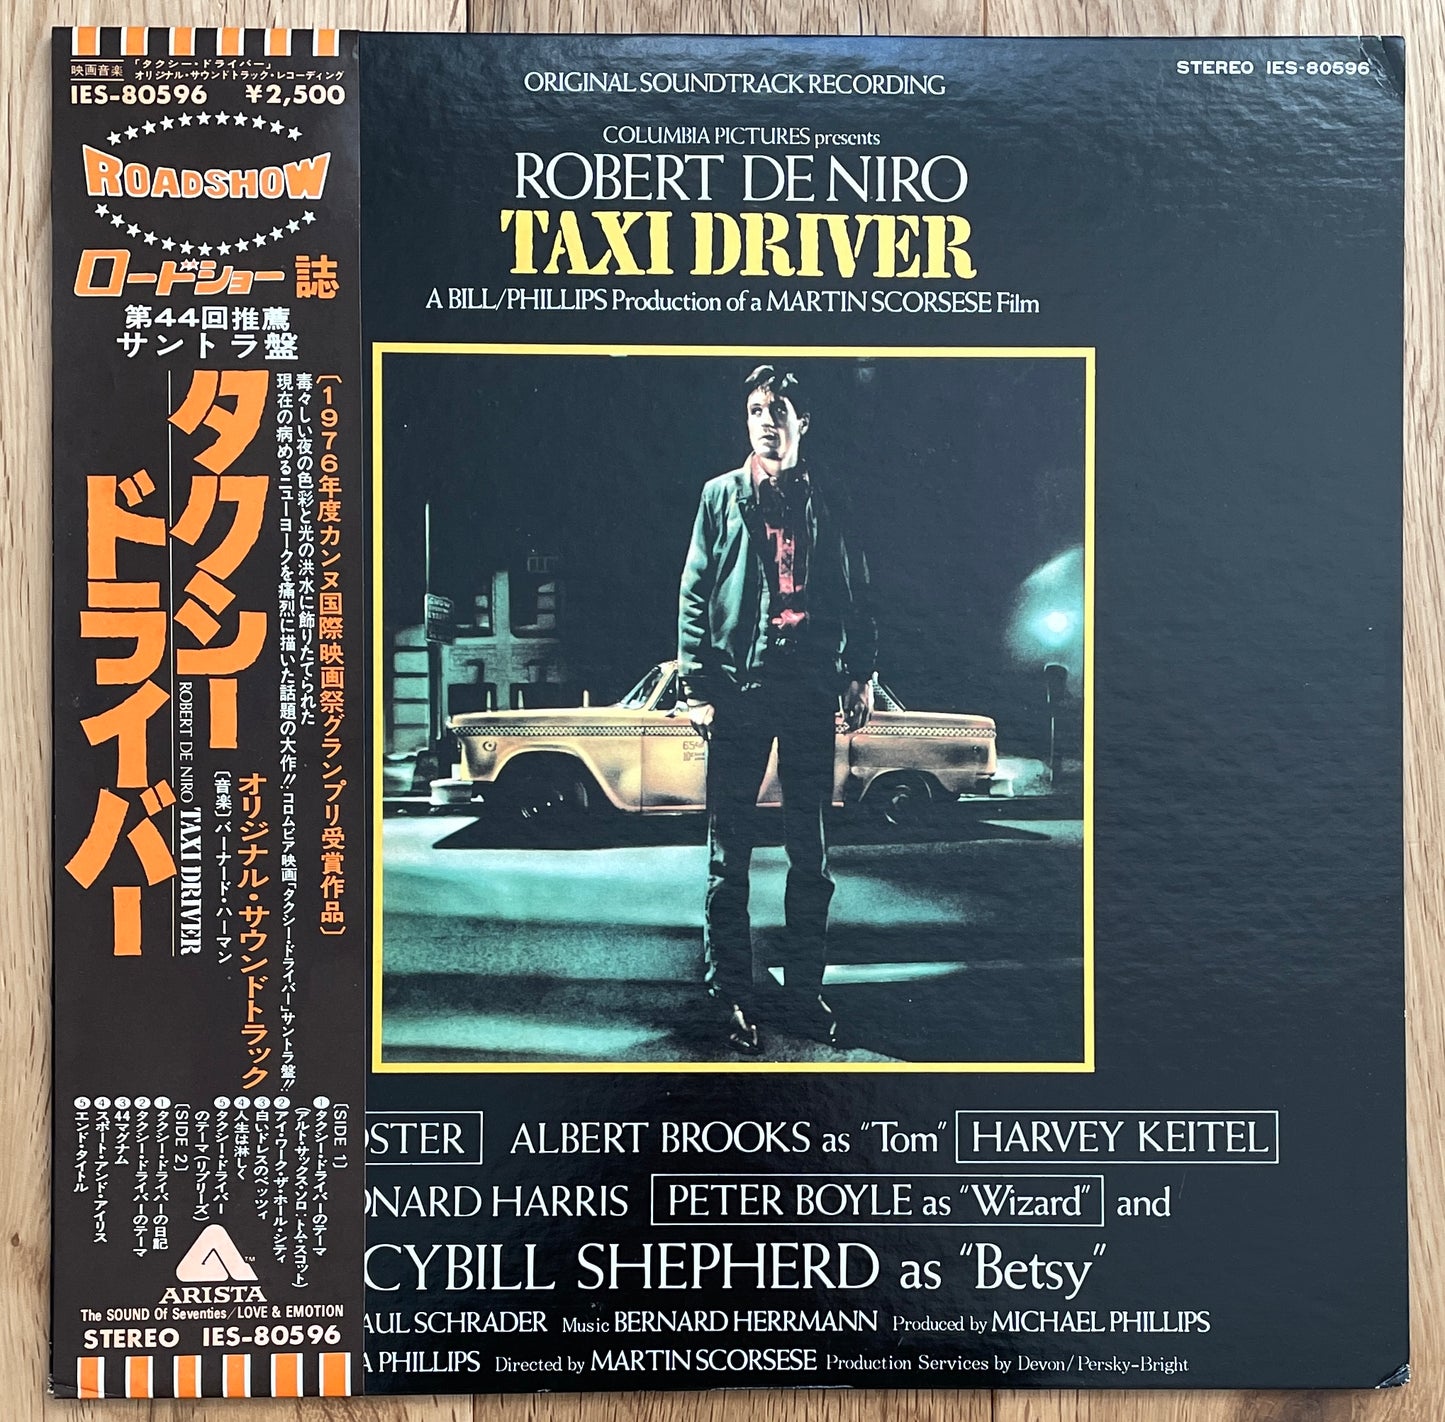 映画音楽
「タクシー・ドライバー」
オリジナル・サウンドトラック・レコーディング
IES-80596 ¥2,500
ROADSHOW
ロードショー誌
第44回推薦
サントラ盤
〔1976年度カンヌ国際映画祭グランプリ受賞作品〕
毒々しい夜の色彩と光の洪水に飾りたてられた
現在の病めるニューヨークを痛烈に描いた話題の大作!! コロムビア映画「タクシー・ドライバー」サントラ盤!!
タクシー
ドライバー
ROBERT DE NIRO TAXI DRIVER
オリジナル・サウンドトラック
〔音楽〕バーナード・ハーマン
〔SIDE 1〕
①タクシー・ドライバーのテーマ
(アルト・サックス・ソロ:トム・スコット)
②アイ・ワーク・ザ・ホール・シティ
③白いドレスのベッツィ
④人生は淋しく
⑤タクシー・ドライバー
のテーマ(リプリーズ)
〔SIDE 2〕
①タクシー・ドライバーの日記
②タクシー・ドライバーのテーマ
③44マグナム
④スポート・アンド・アイリス
⑤エンド・タイトル
ARISTA
TM
The SOUND Of Seventies/LOVE & EMOTION
STEREO IES-80596
STEREO IES-80596
ORIGINAL SOUNDTRACK RECORDING
COLUMBIA PICTURES presents
ROBERT DE NIRO
TAXI DRIVER
A BILL/PHILLIPS Production of a MARTIN SCORSESE Film
OSTER ALBERT BROOKS as "Tom" HARVEY KEITEL
ONARD HARRIS PETER BOYLE as "Wizard" and
CYBILL SHEPHERD as "Betsy"
AUL SCHRADER Music BERNARD HERRMANN Produced by MICHAEL PHILLIPS
A PHILLIPS Directed by MARTIN SCORSESE Production Services by Devon/Persky-Bright